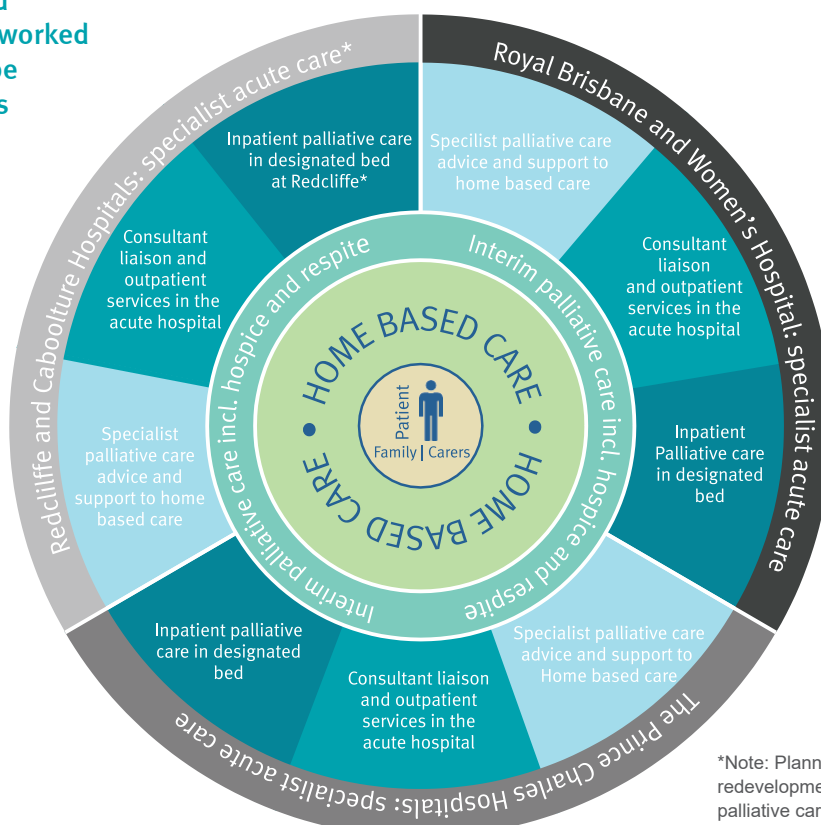 worked
Redcliffe and Caboolture Hospitals: specialist acute care*
Royal Brisbane and Women's Hospital: specialist acute care
The Prince Charles Hospitals: specialist acute care
Inpatient palliative care
in designated bed
at Redcliffe*
Consultant
liaison and
outpatient
services in the
acute hospital
Specialist
palliative care
advice and
support to home
based care
Specilist palliative care
advice and support to
home based care
Consultant
liaison
and outpatient
services in the
acute hospital
Inpatient
Palliative care
in designated
bed
Specialist palliative care
advice and support to
Home based care
Consultant liaison
and outpatient
services in the
acute hospital
Inpatient palliative
care in designated
bed
Interim palliative care incl. hospice and respite
Interim palliative care incl. hospice and respite
HOME BASED CARE • HOME BASED CARE •
Patient
Family | Carers
*Note: Plann
redevelopme
palliative car